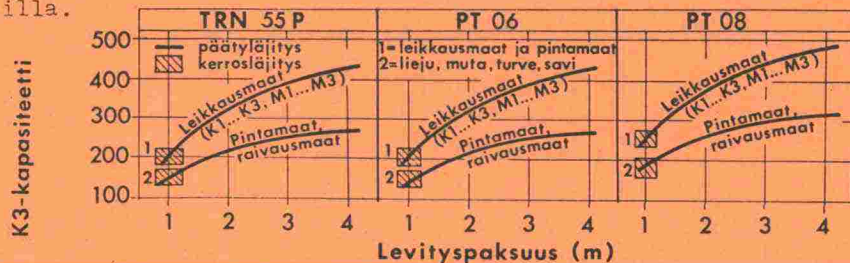 illa.
TRN 55 P PT 06 PT 08
K3-kapasiteetti
500
400
300
200
100
päätyläjitys
kerrosläjitys
1=leikkausmaat ja pintamaat
2=lieju, muta, turve, savi
Leikkausmaat
(K1...K3, M1...M3)
Pintamaat,
raivausmaat
1
2
Leikkausmaat
(K1...K3, M1...M3)
Pintamaat,
raivausmaat
1
2
Leikkausmaat
(K1...K3, M1...M3)
Pintamaat,
raivausmaat
1
2
1 2 3 4 1 2 3 4 1 2 3 4
Levityspaksuus (m)